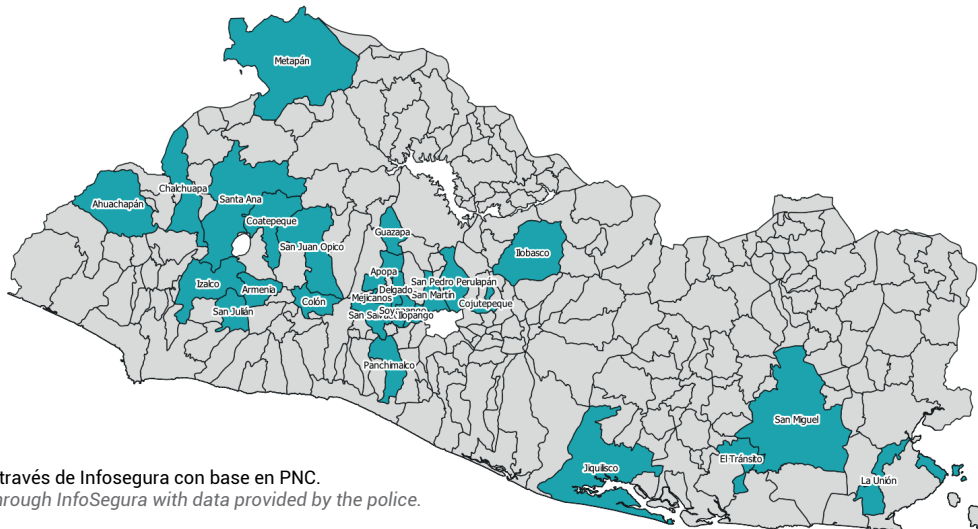 Metapán
Chalchuapa
Ahuachapán
Santa Ana
Coatepeque
Guazapa
San Juan Opico
Ilobasco
Apopa
Izalco
San Pedro Perulapán
Armenia
Delgado
San Martín
Mejicanos
Colón
Cojutepeque
San Julián
Ilopango
Panchimalco
San Miguel
El Tránsito
Jiquilisco
La Unión
través de Infosegura con base en PNC.
hrough InfoSegura with data provided by the police.